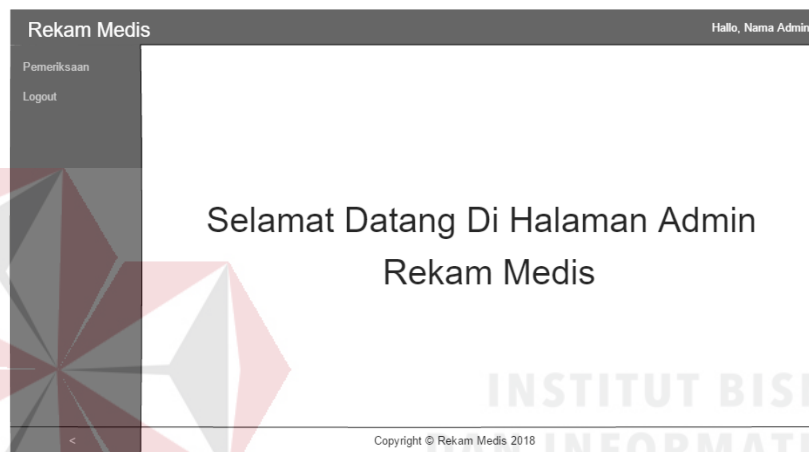 Rekam Medis
Hallo, Nama Admin
Pemeriksaan
Logout
Selamat Datang Di Halaman Admin
Rekam Medis
INSTITUT BISI
DAN INFORMATI
<
Copyright © Rekam Medis 2018